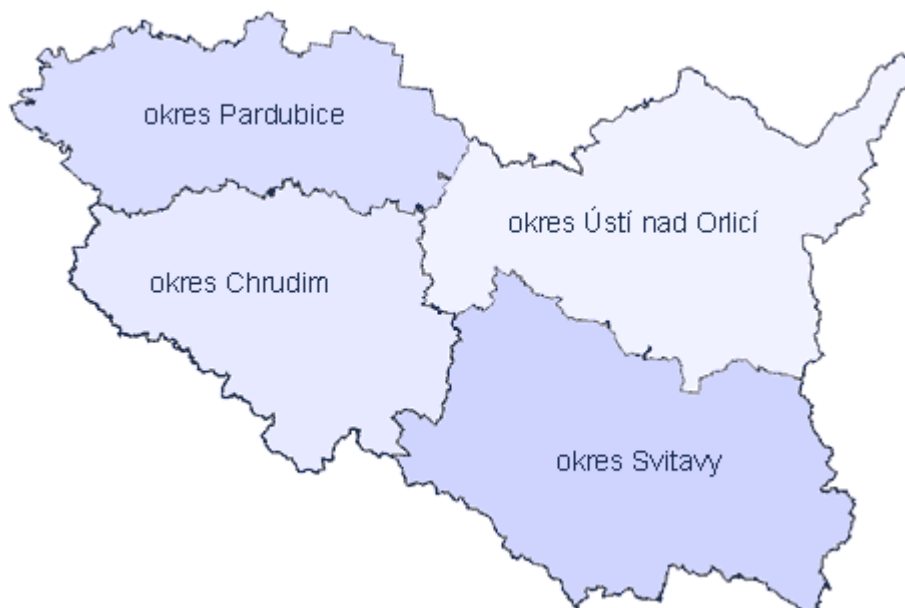 okres Pardubice
okres Ústí nad Orlicí
okres Chrudim
okres Svitavy